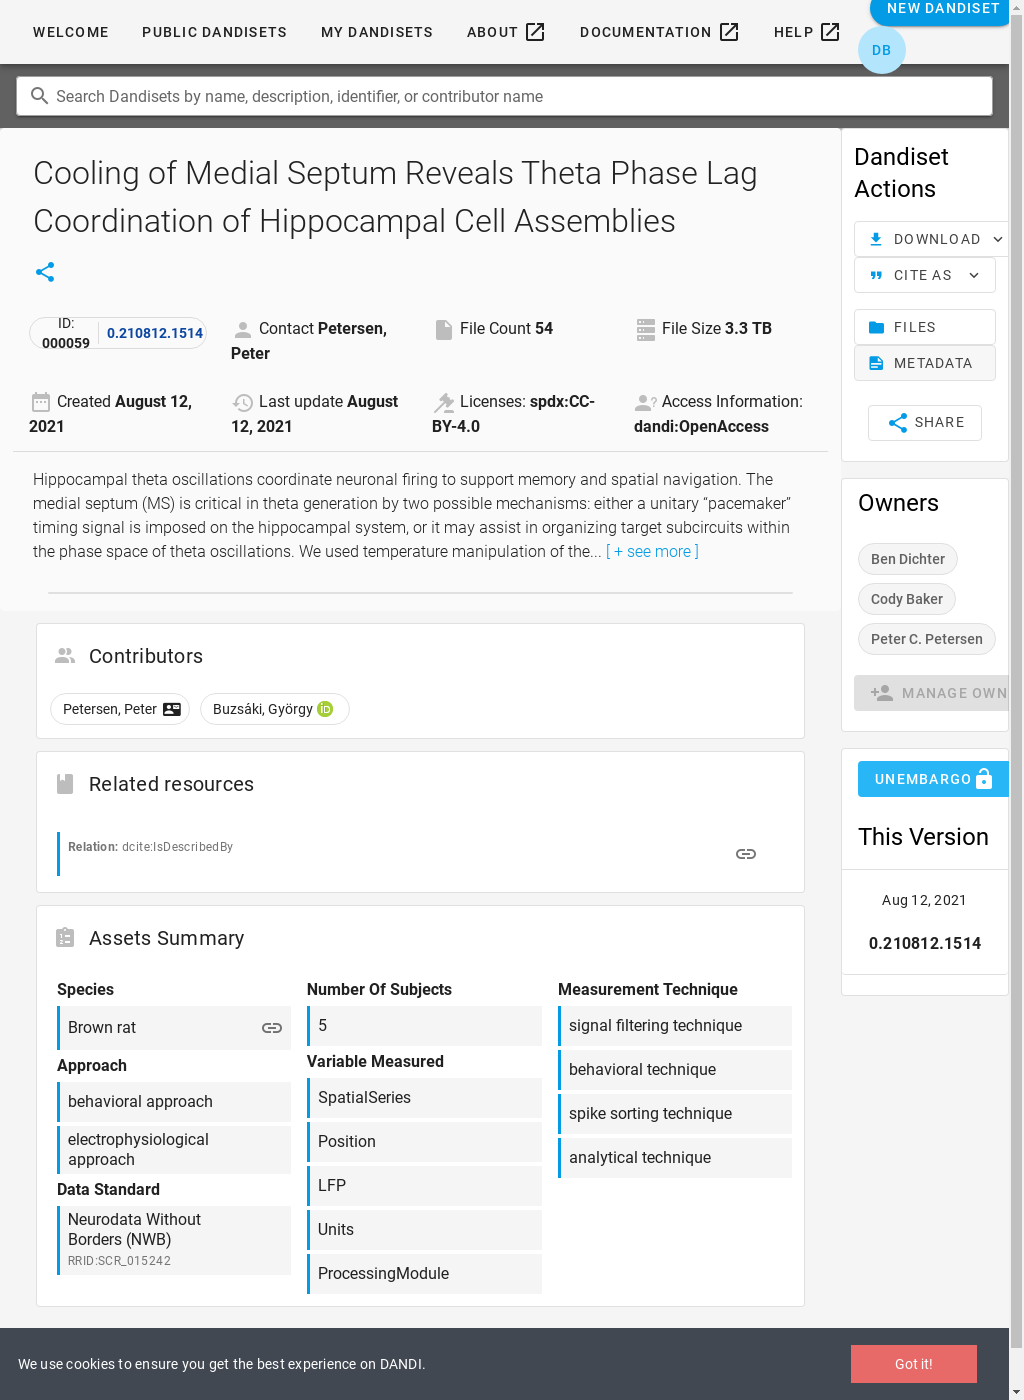 WELCOME PUBLIC DANDISETS MY DANDISETS ABOUT DOCUMENTATION HELP NEW DANDISET
DB
Search Dandisets by name, description, identifier, or contributor name
Cooling of Medial Septum Reveals Theta Phase Lag
Coordination of Hippocampal Cell Assemblies
ID:
000059
0.210812.1514
Contact Petersen,
Peter
File Count 54
File Size 3.3 TB
Created August 12,
2021
Last update August
12, 2021
Licenses: spdx:CC-
BY-4.0
Access Information:
dandi:OpenAccess
Hippocampal theta oscillations coordinate neuronal firing to support memory and spatial navigation. The
medial septum (MS) is critical in theta generation by two possible mechanisms: either a unitary “pacemaker”
timing signal is imposed on the hippocampal system, or it may assist in organizing target subcircuits within
the phase space of theta oscillations. We used temperature manipulation of the... [ + see more ]
Contributors
Petersen, Peter
Buzsáki, György iD
Related resources
Relation: dcite:IsDescribedBy
Assets Summary
Species
Brown rat
Approach
behavioral approach
electrophysiological
approach
Data Standard
Neurodata Without
Borders (NWB)
RRID:SCR_015242
Number Of Subjects
5
Variable Measured
SpatialSeries
Position
LFP
Units
ProcessingModule
Measurement Technique
signal filtering technique
behavioral technique
spike sorting technique
analytical technique
Dandiset
Actions
DOWNLOAD
CITE AS
FILES
METADATA
SHARE
Owners
Ben Dichter
Cody Baker
Peter C. Petersen
MANAGE OWN
UNEMBARGO
This Version
Aug 12, 2021
0.210812.1514
We use cookies to ensure you get the best experience on DANDI.
Got it!